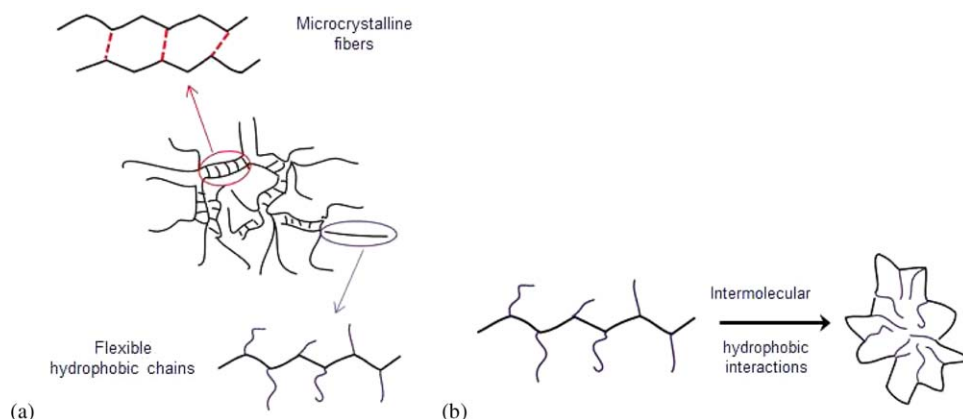 Microcrystalline
fibers
Flexible
hydrophobic chains
(a)
Intermolecular
hydrophobic
interactions
(b)